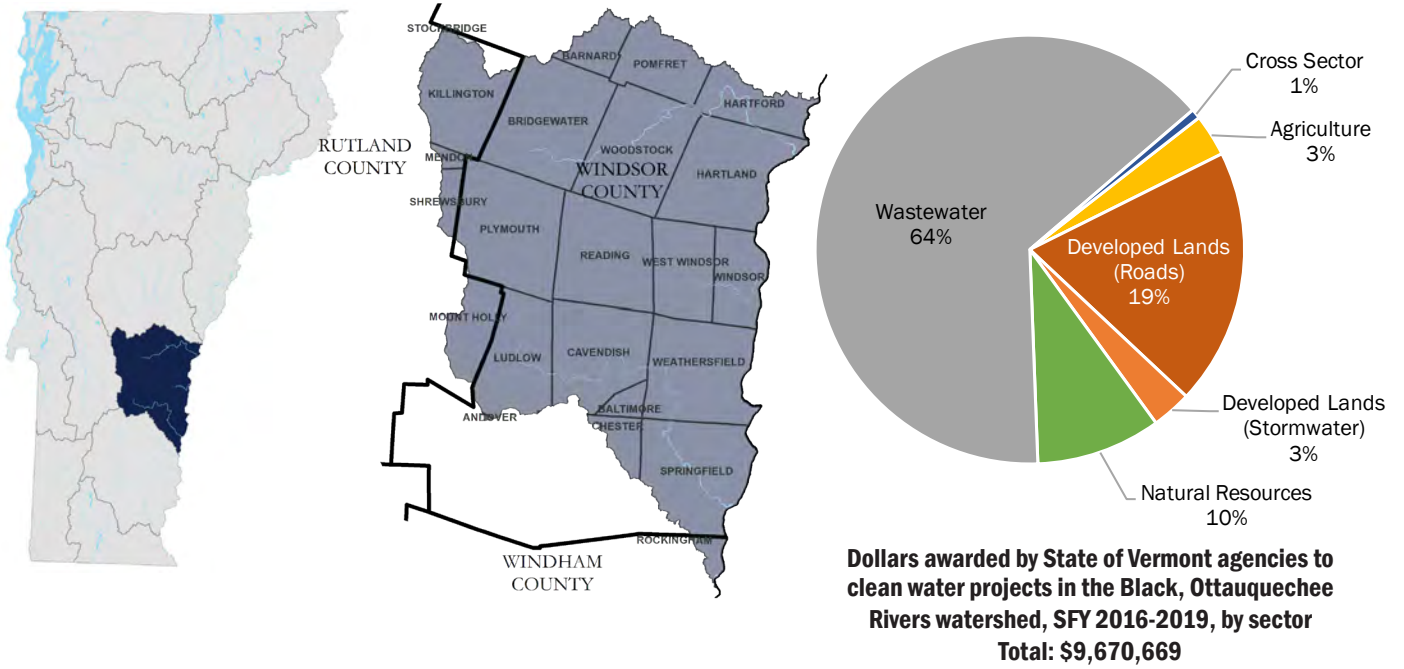 STOCKBRIDGE
BARNARD
POMFRET
KILLINGTON
HARTFORD
BRIDGEWATER
RUTLAND
COUNTY
MENDON
WOODSTOCK
WINDSOR
COUNTY
HARTLAND
SHREWSBURY
PLYMOUTH
READING
WEST WINDSOR
WINDSOR
MOUNT HOLLY
LUDLOW
CAVENDISH
WEATHERSFIELD
ANDOVER
BALTIMORE
CHESTER
SPRINGFIELD
ROCKINGHAM
WINDHAM
COUNTY
Cross Sector
1%
Agriculture
3%
Wastewater
64%
Developed Lands
(Roads)
19%
Developed Lands
(Stormwater)
3%
Natural Resources
10%
Dollars awarded by State of Vermont agencies to
clean water projects in the Black, Ottauquechee
Rivers watershed, SFY 2016-2019, by sector
Total: $9,670,669